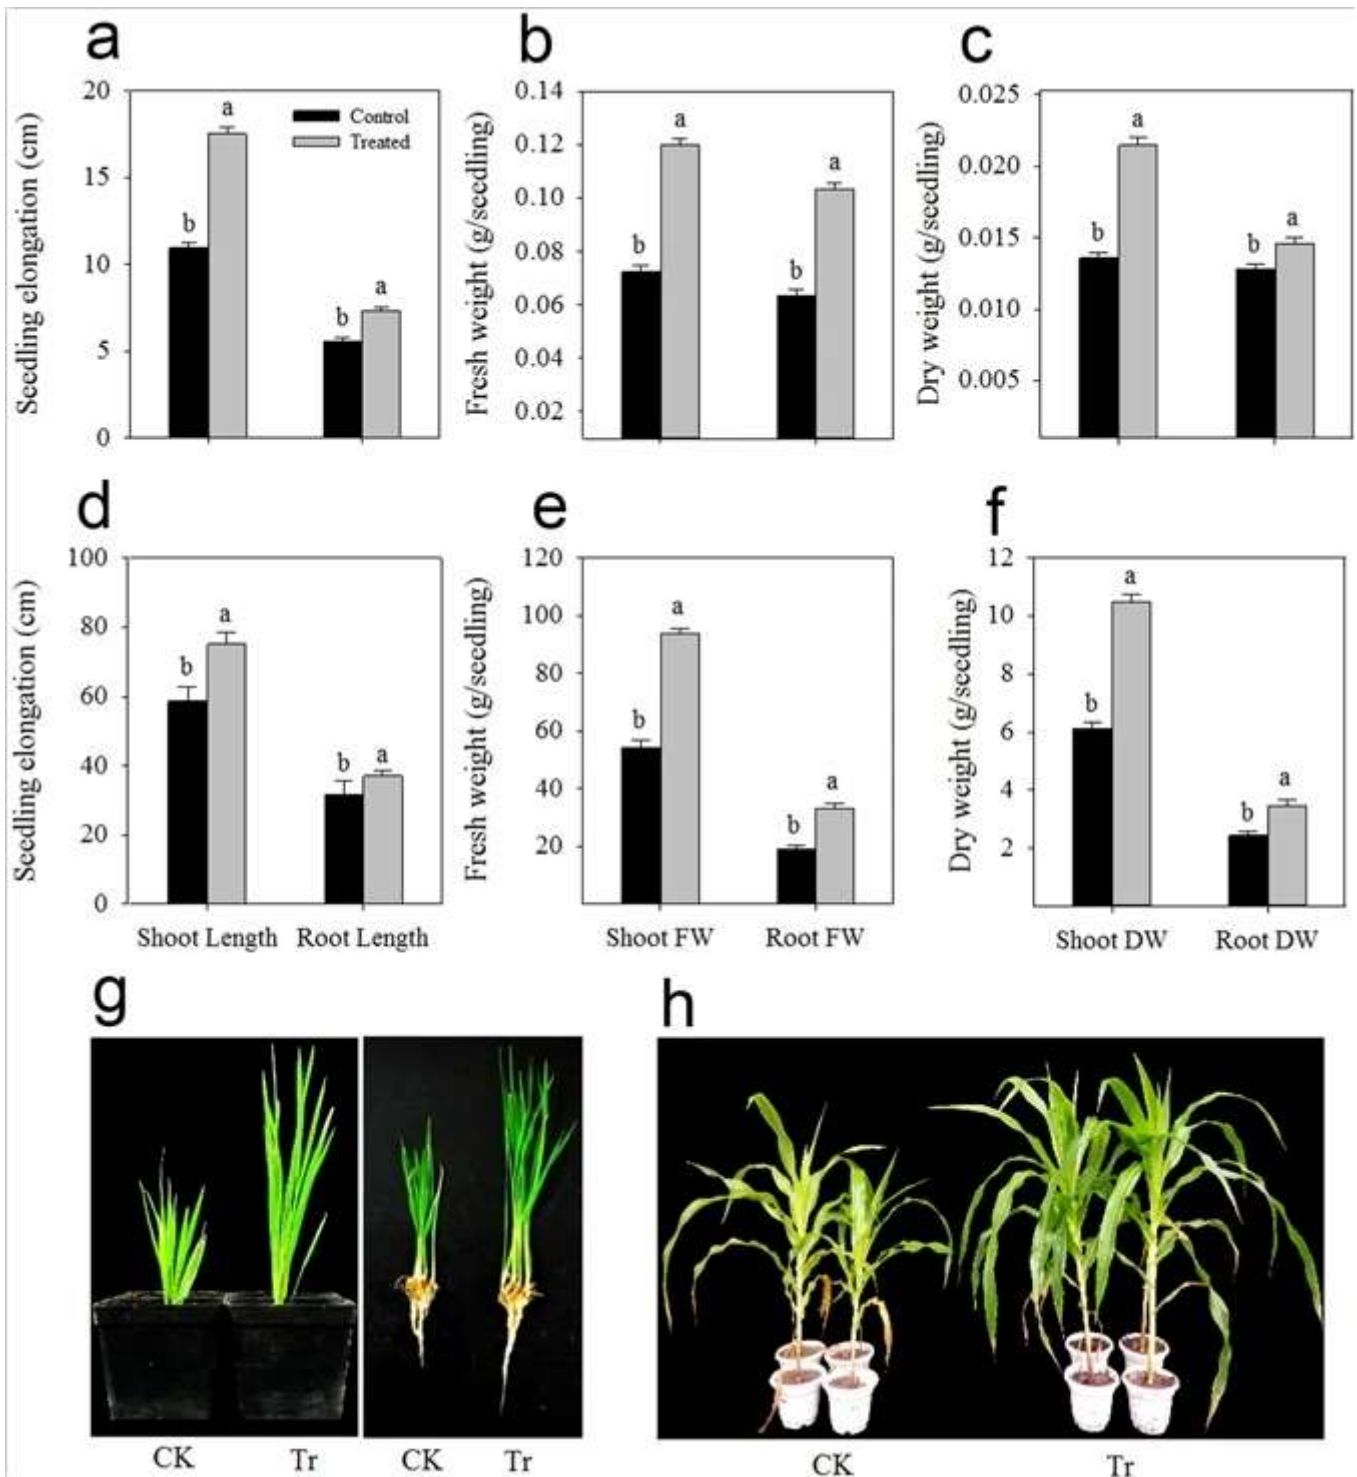 a
Seedling elongation (cm)
20
15
10
5
0
Control
Treated
b
a
b
a
b
Fresh weight (g/seedling)
0.14
0.12
0.10
0.08
0.06
0.04
0.02
b
a
b
a
c
Dry weight (g/seedling)
0.025
0.020
0.015
0.010
0.005
b
a
b
a
d
Seedling elongation (cm)
100
80
60
40
20
0
b
a
b
a
Shoot Length Root Length
e
Fresh weight (g/seedling)
120
100
80
60
40
20
b
a
b
a
Shoot FW Root FW
f
Dry weight (g/seedling)
12
10
8
6
4
2
b
a
b
a
Shoot DW Root DW
g
CK Tr CK Tr
h
CK Tr